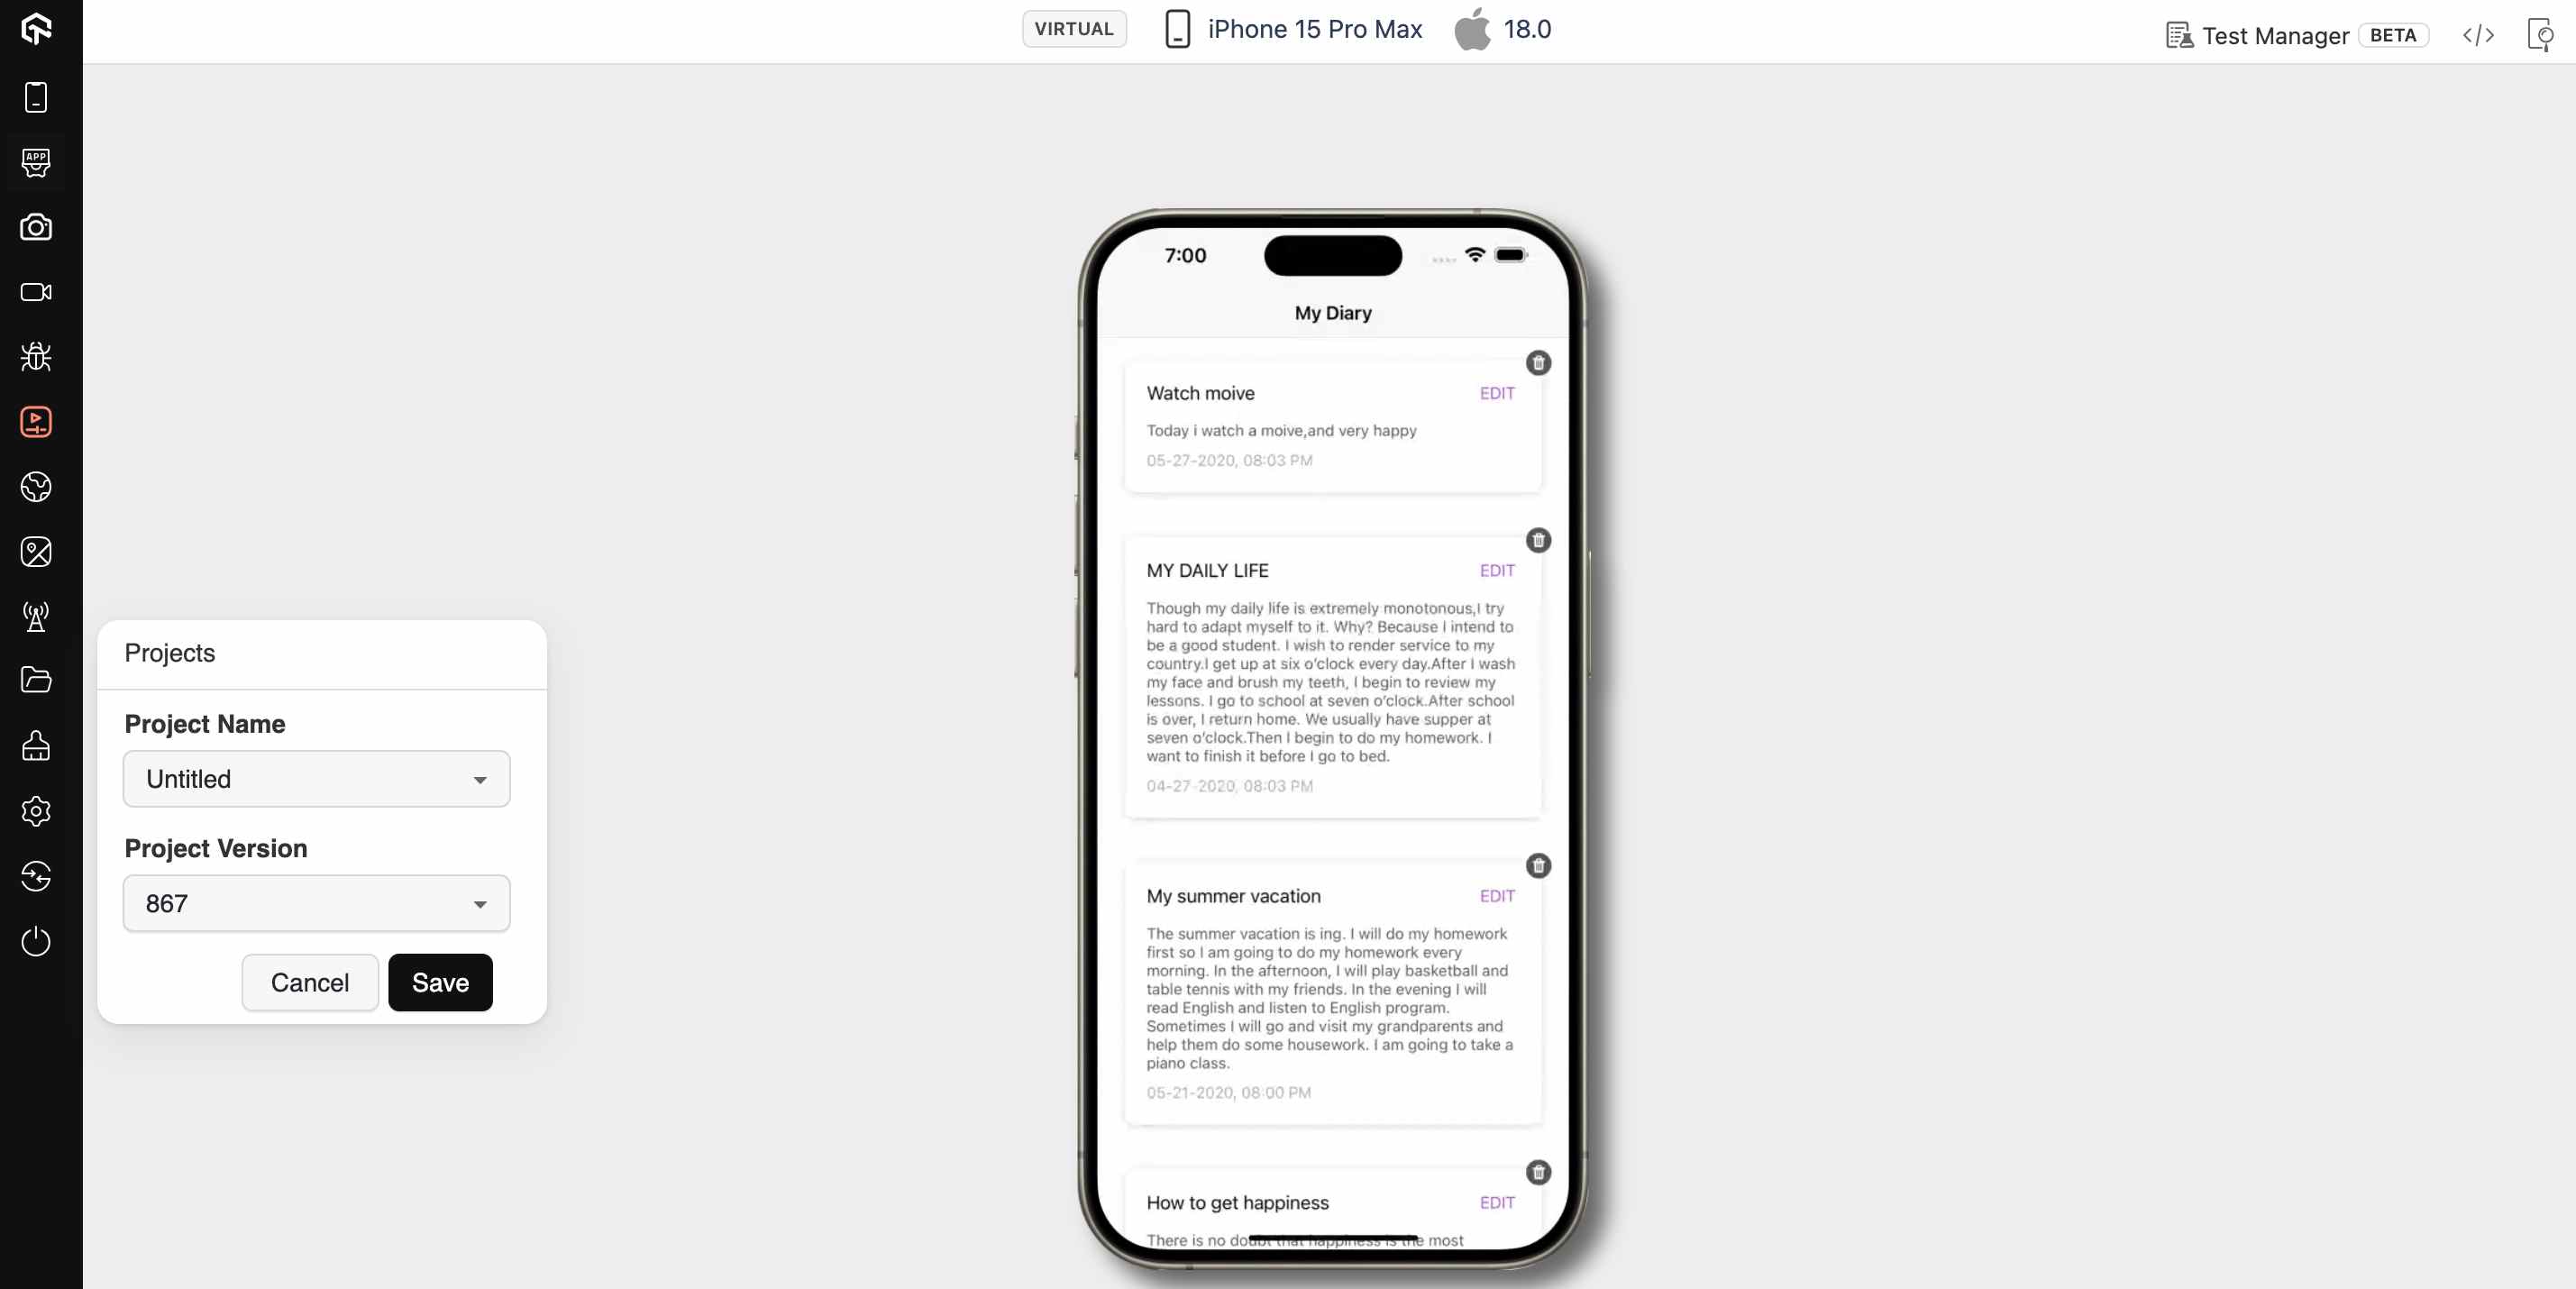 VIRTUAL
iPhone 15 Pro Max
18.0
Test Manager BETA
APP
Projects
Project Name
Untitled
Project Version
867
Cancel
Save
7:00
My Diary
Watch moive
EDIT
Today i watch a moive,and very happy
05-27-2020, 08:03 PM
MY DAILY LIFE
EDIT
Though my daily life is extremely monotonous,I try
hard to adapt myself to it. Why? Because I intend to
be a good student. I wish to render service to my
country.I get up at six o'clock every day.After I wash
my face and brush my teeth, I begin to review my
lessons. I go to school at seven o'clock.After school
is over, I return home. We usually have supper at
seven o'clock.Then I begin to do my homework. I
want to finish it before I go to bed.
04-27-2020, 08:03 PM
My summer vacation
EDIT
The summer vacation is ing. I will do my homework
first so I am going to do my homework every
morning. In the afternoon, I will play basketball and
table tennis with my friends. In the evening I will
read English and listen to English program.
Sometimes I will go and visit my grandparents and
help them do some housework. I am going to take a
piano class.
05-21-2020, 08:00 PM
How to get happiness
EDIT
There is no doubt that happiness is the most